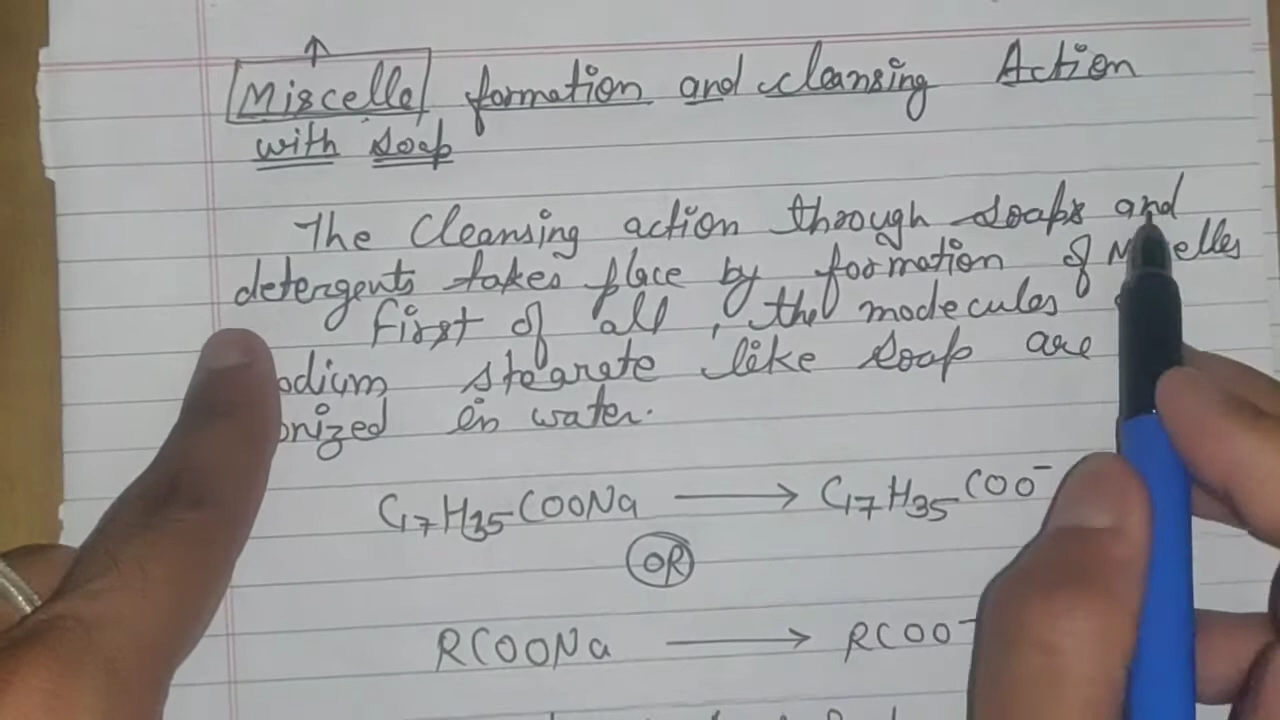 Miscelle formation and cleansing Action
with soap
The Cleansing action through soaps and
detergents takes place by formation of
First of all, the molecules
stearate like soap are
in water.
C17H35COONa → C17H35COO-
OR
RCOONa → RCOO-